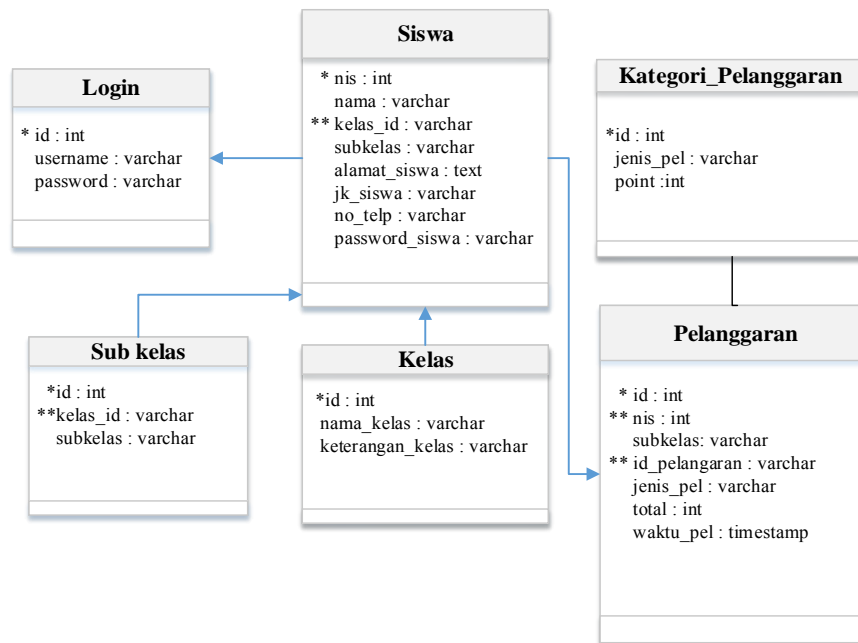 Login
* id : int
username : varchar
password : varchar
Siswa
* nis : int
nama : varchar
** kelas_id : varchar
subkelas : varchar
alamat_siswa : text
jk_siswa : varchar
no_telp : varchar
password_siswa : varchar
Kategori_Pelanggaran
*id : int
jenis_pel : varchar
point :int
Sub kelas
*id : int
**kelas_id : varchar
subkelas : varchar
Kelas
*id : int
nama_kelas : varchar
keterangan_kelas : varchar
Pelanggaran
* id : int
** nis : int
subkelas: varchar
** id_pelangaran : varchar
jenis_pel : varchar
total : int
waktu_pel : timestamp